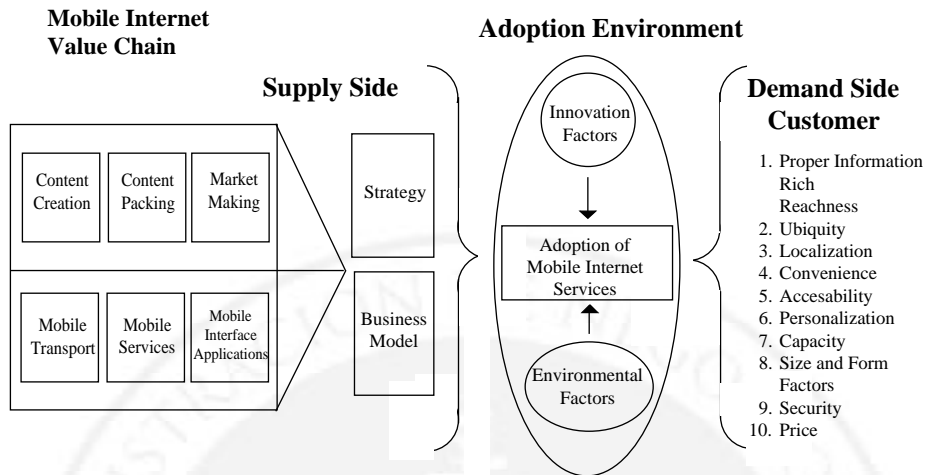 Mobile Internet
Value Chain
Adoption Environment
Supply Side
Content
Creation
Content
Packing
Market
Making
Mobile
Transport
Mobile
Services
Mobile
Interface
Applications
Strategy
Business
Model
Innovation
Factors
Adoption of
Mobile Internet
Services
Environmental
Factors
Demand Side
Customer
1. Proper Information
Rich
Reachness
2. Ubiquity
3. Localization
4. Convenience
5. Accesability
6. Personalization
7. Capacity
8. Size and Form
Factors
9. Security
10. Price